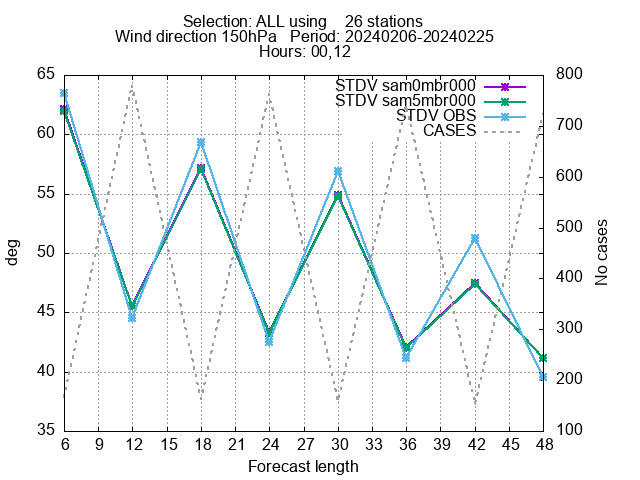 Selection: ALL using 26 stations
Wind direction 150hPa Period: 20240206-20240225
Hours: 00,12
STDV sam0mbr000
STDV sam5mbr000
STDV OBS
CASES
65
60
55
50
45
40
35
deg
800
700
600
500
400
300
200
100
No cases
6 9 12 15 18 21 24 27 30 33 36 39 42 45 48
Forecast length